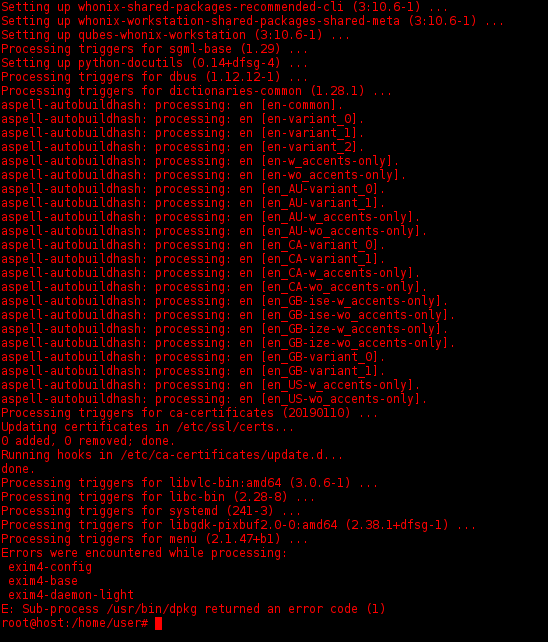 Setting up whonix-shared-packages-recommended-cli (3:10.6-1) ...
Setting up whonix-workstation-shared-packages-shared-meta (3:10.6-1) ...
Setting up qubes-whonix-workstation (3:10.6-1) ...
Processing triggers for sgml-base (1.29) ...
Setting up python-docutils (0.14+dfsg-4) ...
Processing triggers for dbus (1.12.12-1) ...
Processing triggers for dictionaries-common (1.28.1) ...
aspell-autobuildhash: processing: en [en-common].
aspell-autobuildhash: processing: en [en-variant_0].
aspell-autobuildhash: processing: en [en-variant_1].
aspell-autobuildhash: processing: en [en-variant_2].
aspell-autobuildhash: processing: en [en-w_accents-only].
aspell-autobuildhash: processing: en [en-wo_accents-only].
aspell-autobuildhash: processing: en [en_AU-variant_0].
aspell-autobuildhash: processing: en [en_AU-variant_1].
aspell-autobuildhash: processing: en [en_AU-w_accents-only].
aspell-autobuildhash: processing: en [en_AU-wo_accents-only].
aspell-autobuildhash: processing: en [en_CA-variant_0].
aspell-autobuildhash: processing: en [en_CA-variant_1].
aspell-autobuildhash: processing: en [en_CA-w_accents-only].
aspell-autobuildhash: processing: en [en_CA-wo_accents-only].
aspell-autobuildhash: processing: en [en_GB-ise-w_accents-only].
aspell-autobuildhash: processing: en [en_GB-ise-wo_accents-only].
aspell-autobuildhash: processing: en [en_GB-ize-w_accents-only].
aspell-autobuildhash: processing: en [en_GB-ize-wo_accents-only].
aspell-autobuildhash: processing: en [en_GB-variant_0].
aspell-autobuildhash: processing: en [en_GB-variant_1].
aspell-autobuildhash: processing: en [en_US-w_accents-only].
aspell-autobuildhash: processing: en [en_US-wo_accents-only].
Processing triggers for ca-certificates (20190110) ...
Updating certificates in /etc/ssl/certs...
0 added, 0 removed; done.
Running hooks in /etc/ca-certificates/update.d...
done.
Processing triggers for libvlc-bin:amd64 (3.0.6-1) ...
Processing triggers for libc-bin (2.28-8) ...
Processing triggers for systemd (241-3) ...
Processing triggers for libgdk-pixbuf2.0-0:amd64 (2.38.1+dfsg-1) ...
Processing triggers for menu (2.1.47+b1) ...
Errors were encountered while processing:
 exim4-config
 exim4-base
 exim4-daemon-light
E: Sub-process /usr/bin/dpkg returned an error code (1)
root@host:/home/user#